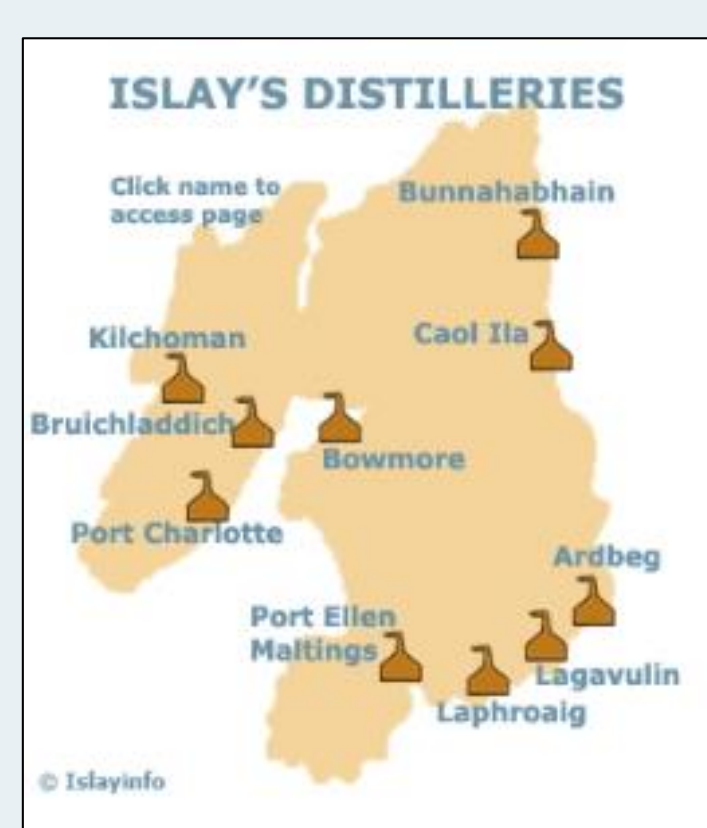 ISLAY'S DISTILLERIES
Click name to
access page
Bunnahabhain
Kilchoman
Caol Ila
Bruichladdich
Bowmore
Port Charlotte
Ardbeg
Port Ellen
Maltings
Lagavulin
Laphroaig
© Islayinfo